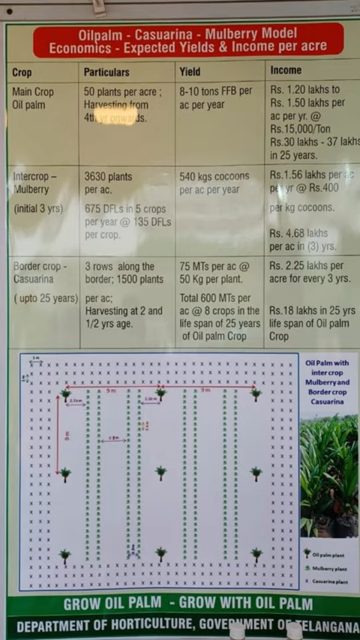 Oilpalm - Casuarina - Mulberry Model
Economics - Expected Yields & Income per acre
Crop Particulars Yield Income
Main Crop
Oil palm
50 plants per acre ;
Harvesting from
4th
8-10 tons FFB per
ac per year
Rs. 1.20 lakhs to
Rs. 1.50 lakhs per
ac per yr. @
Rs.15,000/Ton
Rs.30 lakhs - 37 lakhs
in 25 years.
Intercrop –
Mulberry
(initial 3 yrs)
3630 plants
per ac.
675 DFLs in 5 crops
per year @ 135 DFLs
per crop.
540 kgs cocoons
per ac per year
Rs.1.56 lakhs per ac
per yr @ Rs.400
per kg cocoons.
Rs. 4.68 lakhs
per ac in (3) yrs.
Border crop -
Casuarina
( upto 25 years)
3 rows along the
border; 1500 plants
per ac;
Harvesting at 2 and
1/2 yrs age.
75 MTs per ac @
50 Kg per plant.
Total 600 MTs per
ac @ 8 crops in the
life span of 25 years
of Oil palm Crop
Rs. 2.25 lakhs per
acre for every 3 yrs.
Rs.18 lakhs in 25 yrs
life span of Oil palm
Crop
9 m
9 m
9 m
Oil Palm with
inter crop
Mulberry and
Border crop
Casuarina
Oil palm plant
Mulberry plant
Casuarina plant
GROW OIL PALM - GROW WITH OIL PALM
DEPARTMENT OF HORTICULTURE, GOVERNMENT OF TELANGANA